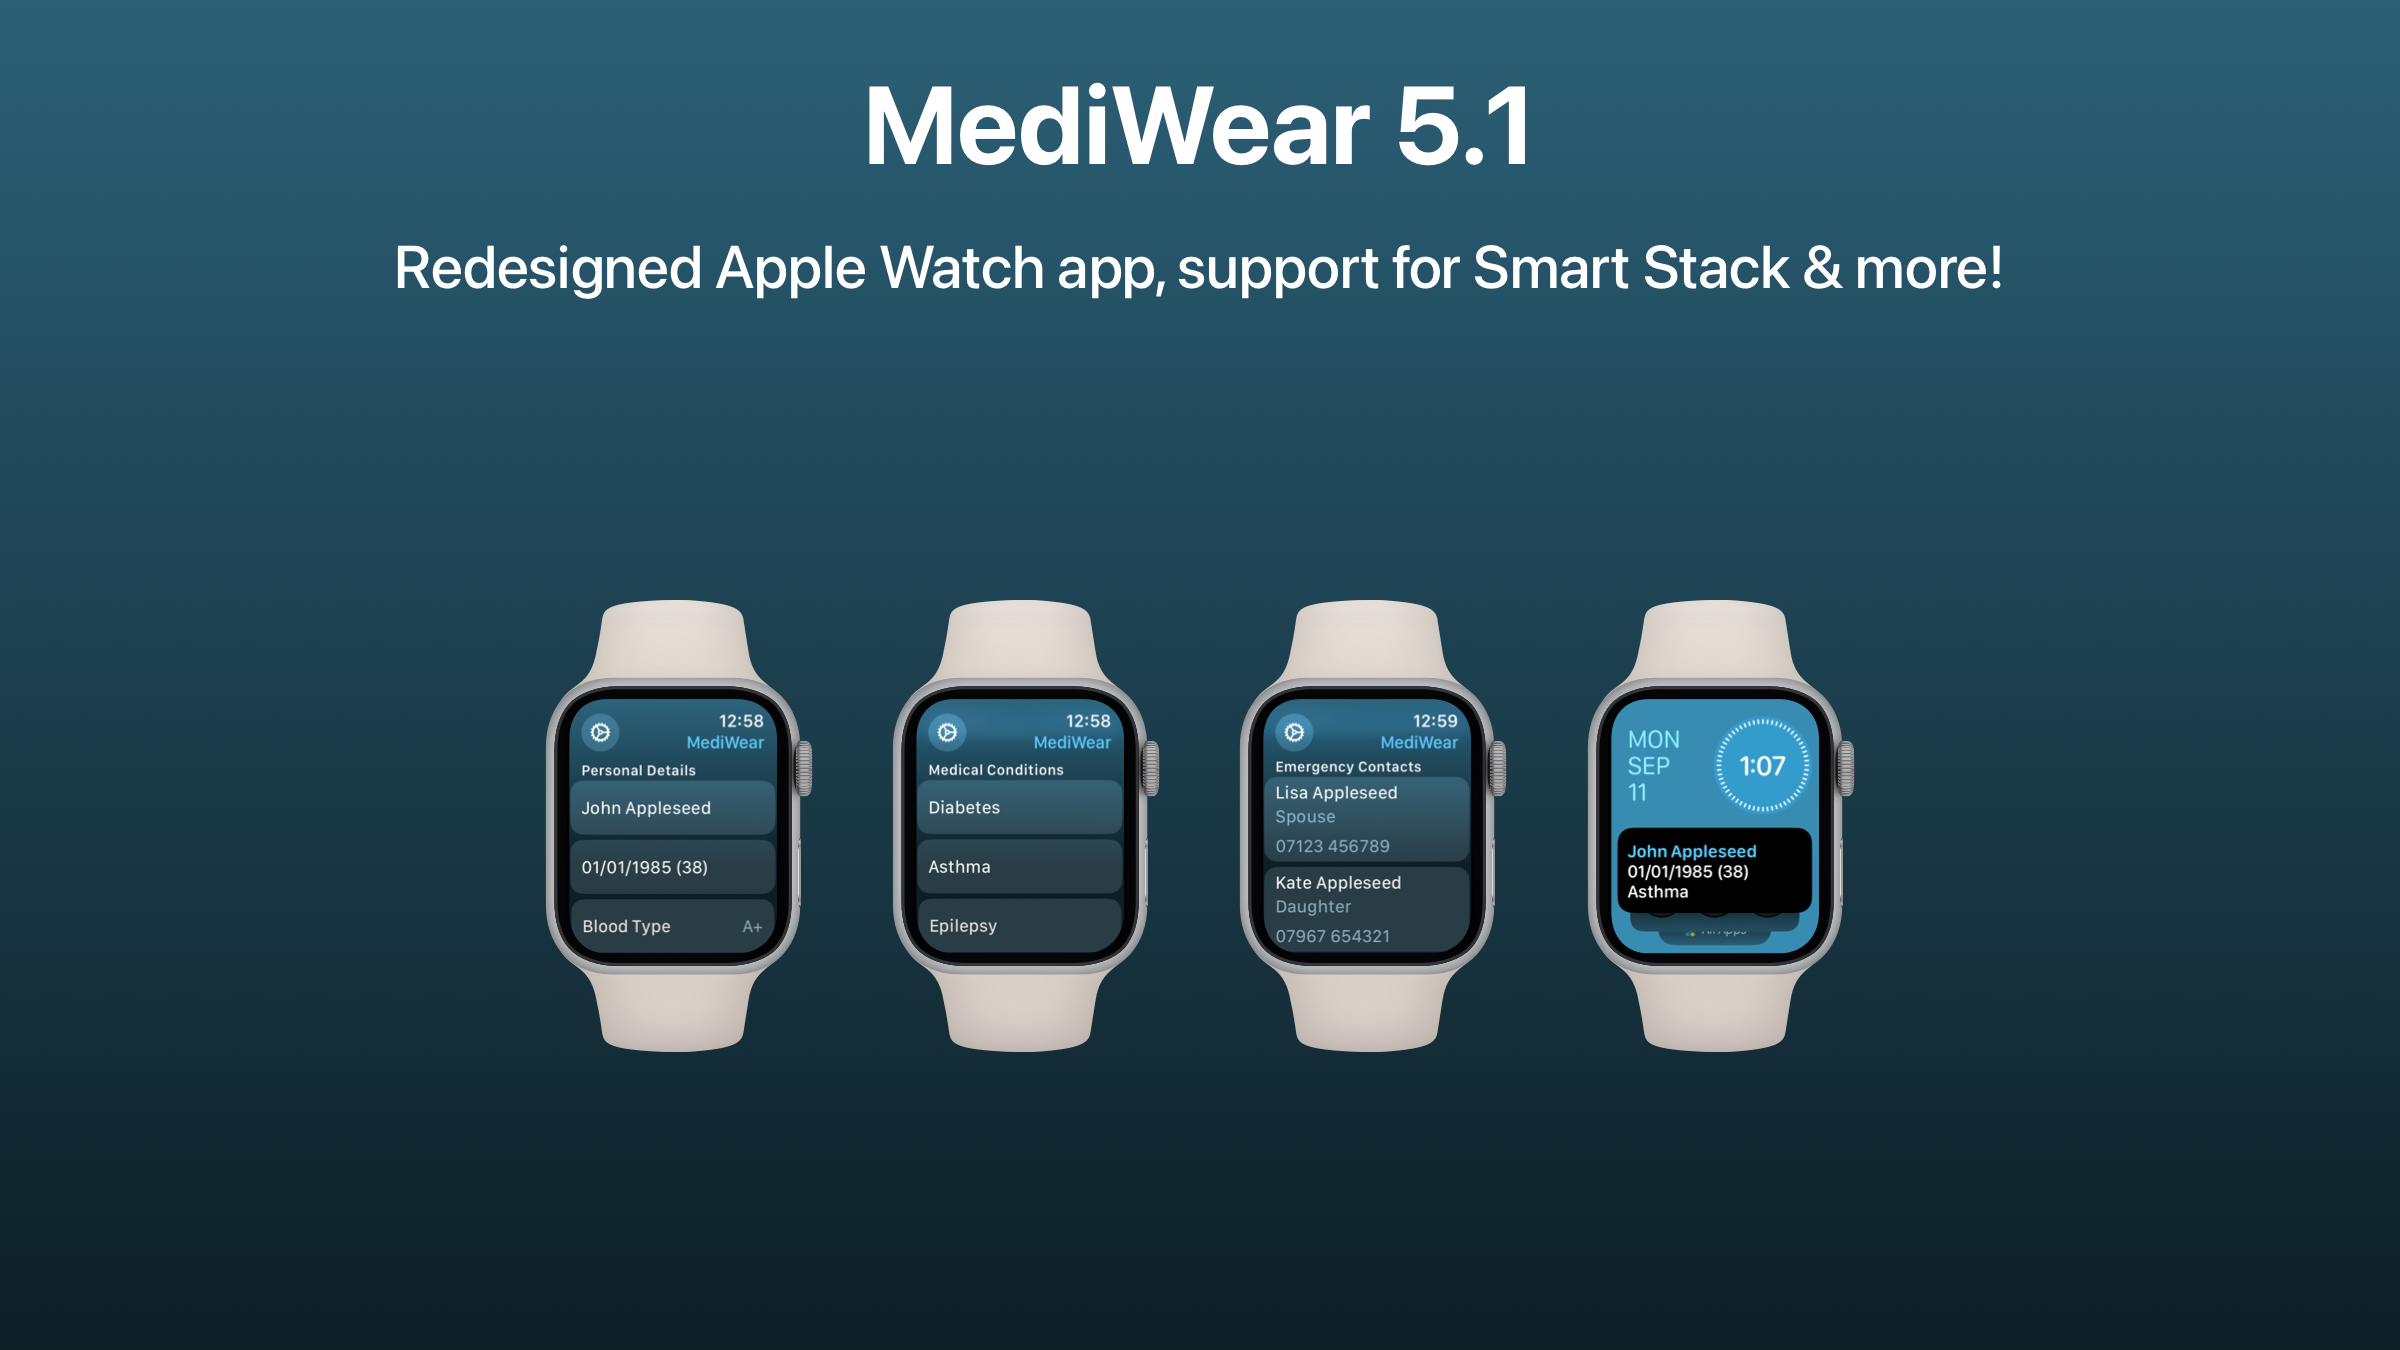 MediWear 5.1
Redesigned Apple Watch app, support for Smart Stack & more!
12:58
MediWear
Personal Details
John Appleseed
01/01/1985 (38)
Blood Type A+
12:58
MediWear
Medical Conditions
Diabetes
Asthma
Epilepsy
12:59
MediWear
Emergency Contacts
Lisa Appleseed
Spouse
07123 456789
Kate Appleseed
Daughter
07967 654321
MON
SEP
11
1:07
John Appleseed
01/01/1985 (38)
Asthma
All Apps